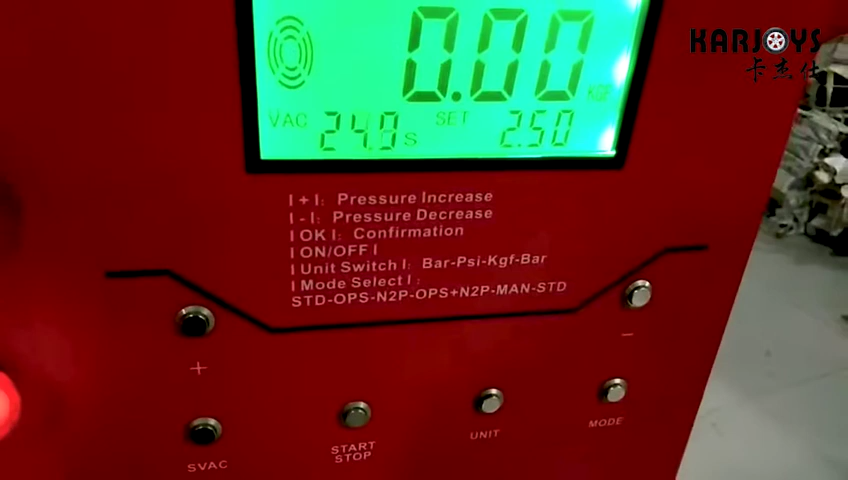 KARJOYS
卡杰仕
0.00
KGF
VAC 24.9 S SET 2.50
| + |: Pressure Increase
| - |: Pressure Decrease
| OK |: Confirmation
| ON/OFF |
| Unit Switch |: Bar-Psi-Kgf-Bar
| Mode Select | :
STD-OPS-N2P-OPS+N2P-MAN-STD
+
−
SVAC
START
STOP
UNIT
MODE